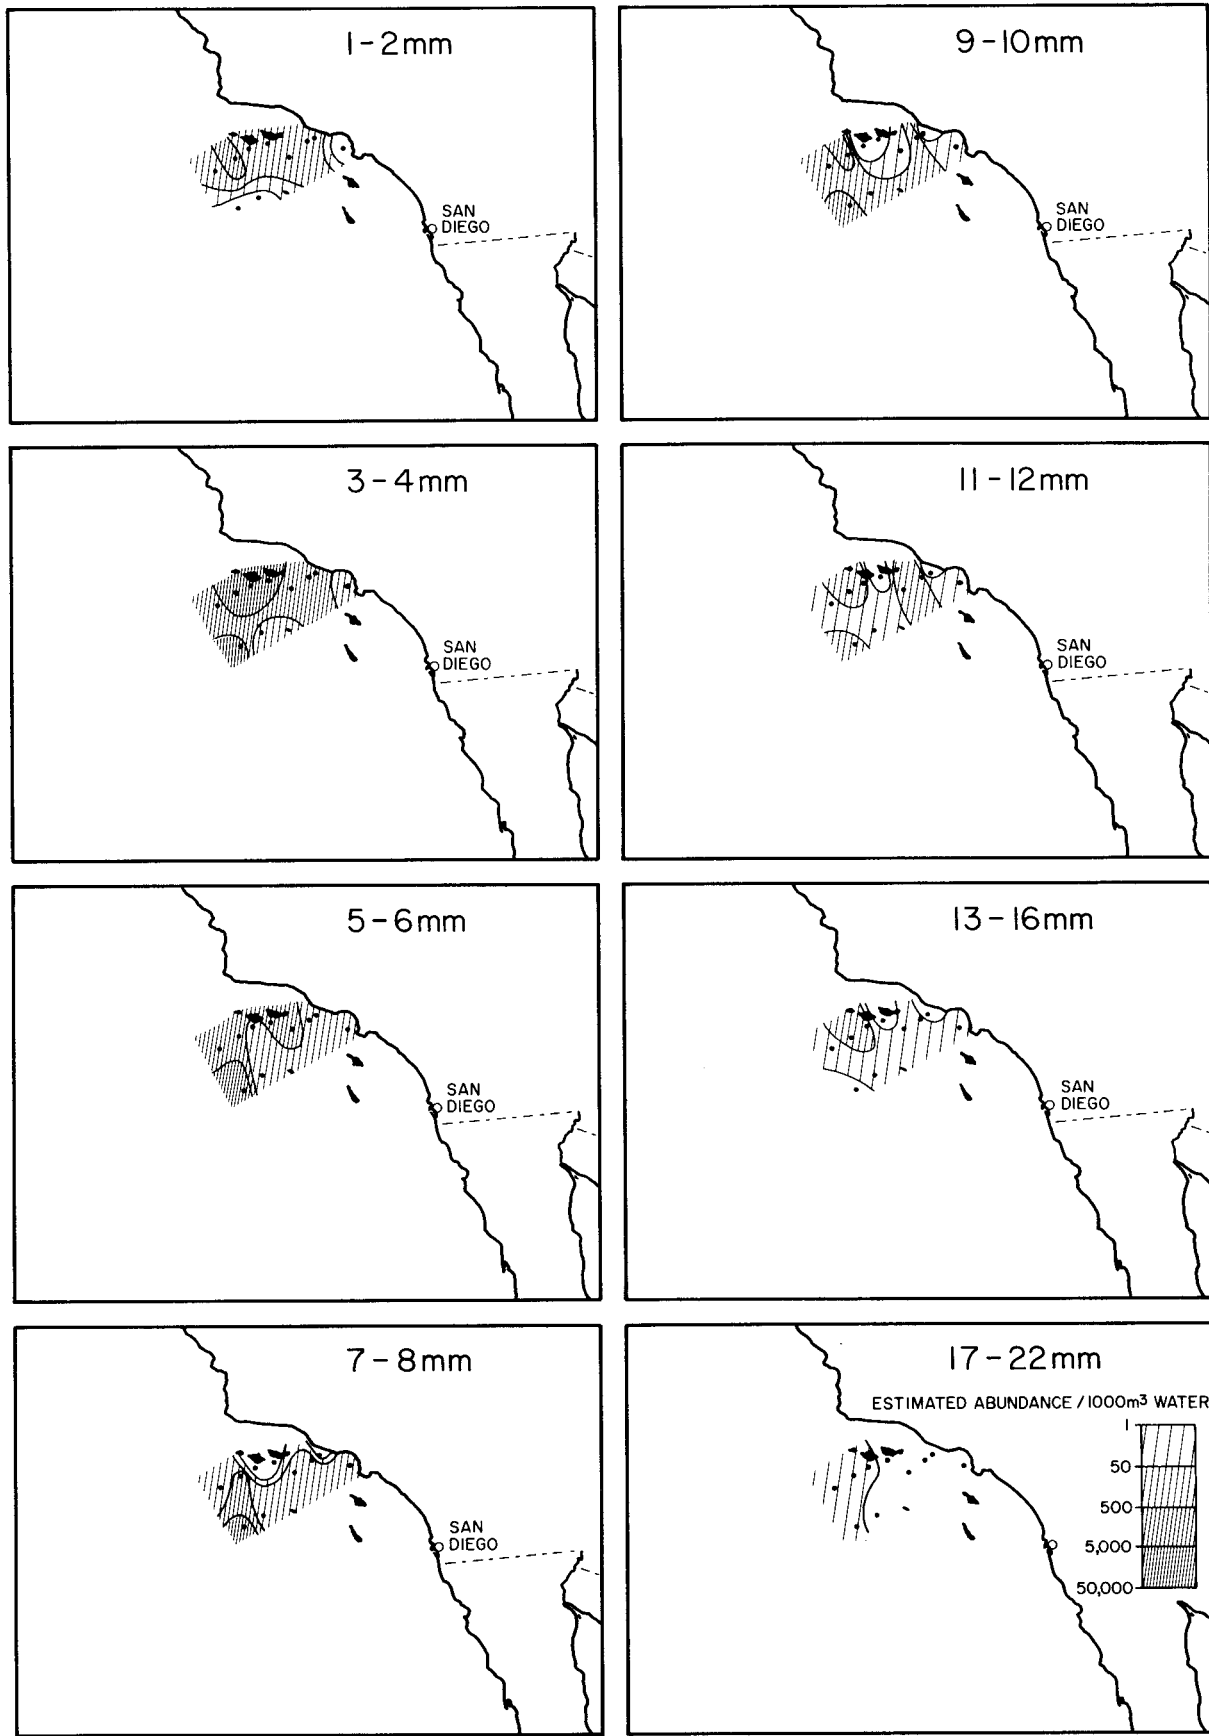 1-2mm
SAN
DIEGO
9-10mm
SAN
DIEGO
3-4mm
SAN
DIEGO
11-12mm
SAN
DIEGO
5-6mm
SAN
DIEGO
13-16mm
SAN
DIEGO
7-8mm
SAN
DIEGO
17-22mm
ESTIMATED ABUNDANCE / 1000m³ WATER
1
50
500
5,000
50,000